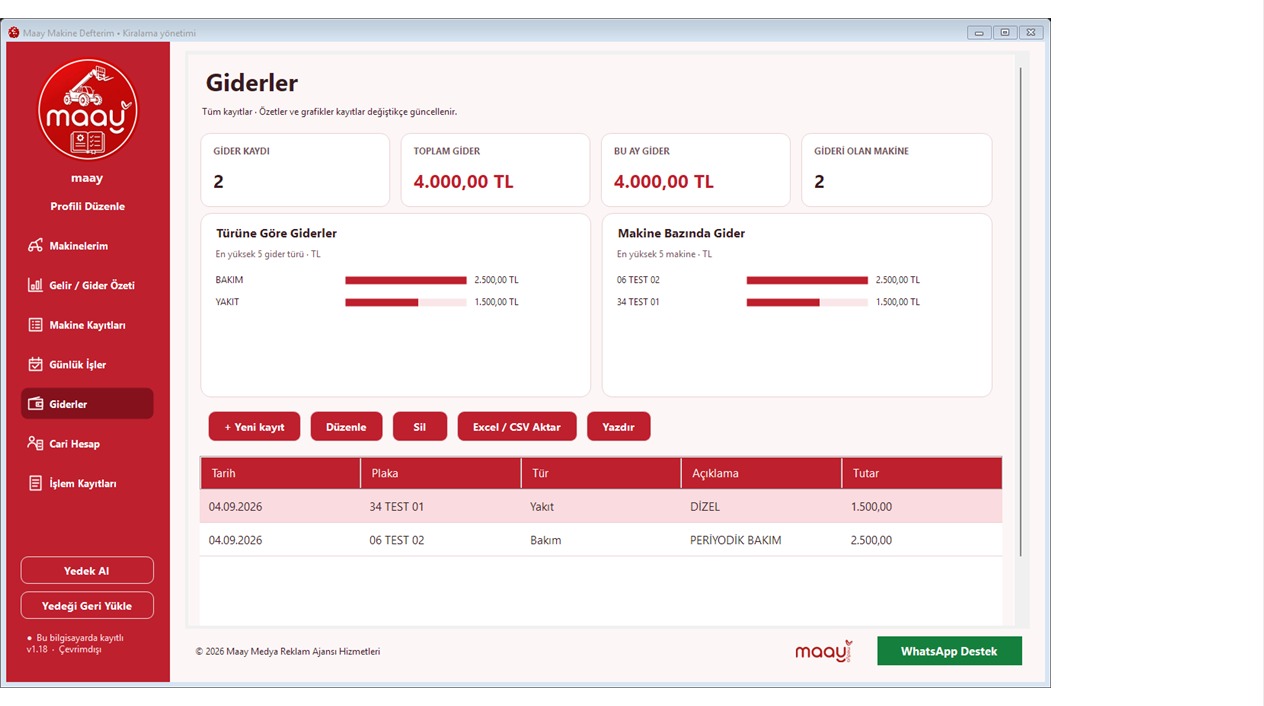 Maay Makine Defterim • Kiralama yönetimi
maay
maay
Profili Düzenle
Makinelerim
Gelir / Gider Özeti
Makine Kayıtları
Günlük İşler
Giderler
Cari Hesap
İşlem Kayıtları
Yedek Al
Yedeği Geri Yükle
● Bu bilgisayarda kayıtlı
v1.18 · Çevrimdışı
Giderler
Tüm kayıtlar · Özetler ve grafikler kayıtlar değiştikçe güncellenir.
GİDER KAYDI TOPLAM GİDER BU AY GİDER GİDERİ OLAN MAKİNE
2 4.000,00 TL 4.000,00 TL 2
Türüne Göre Giderler
En yüksek 5 gider türü · TL
BAKIM 2.500,00 TL
YAKIT 1.500,00 TL
Makine Bazında Gider
En yüksek 5 makine · TL
06 TEST 02 2.500,00 TL
34 TEST 01 1.500,00 TL
+ Yeni kayıt Düzenle Sil Excel / CSV Aktar Yazdır
Tarih Plaka Tür Açıklama Tutar
04.09.2026 34 TEST 01 Yakıt DİZEL 1.500,00
04.09.2026 06 TEST 02 Bakım PERİYODİK BAKIM 2.500,00
© 2026 Maay Medya Reklam Ajansı Hizmetleri
maay
WhatsApp Destek